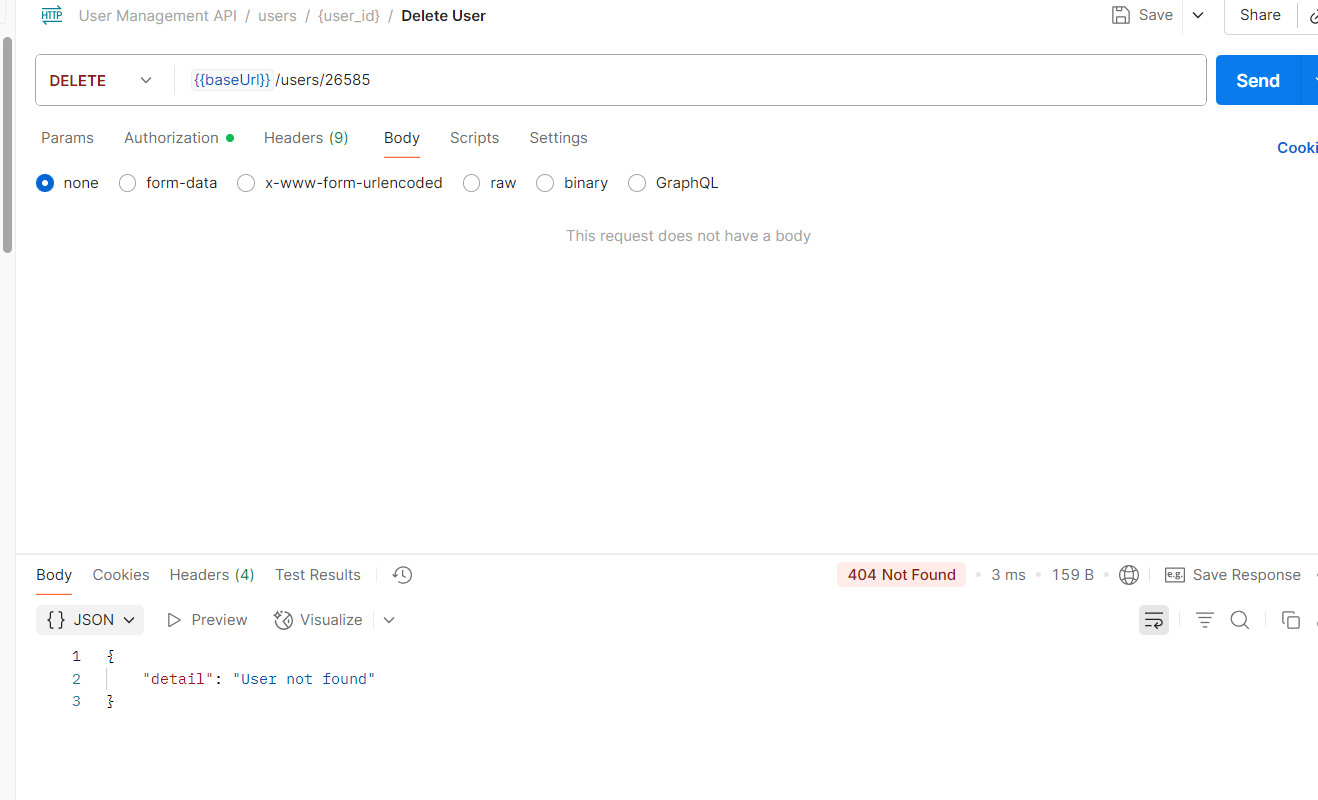 HTTP User Management API / users / {user_id} / Delete User Save Share
DELETE {{baseUrl}} /users/26585 Send
Params Authorization Headers (9) Body Scripts Settings
Cooki
none form-data x-www-form-urlencoded raw binary GraphQL
This request does not have a body
Body Cookies Headers (4) Test Results 404 Not Found 3 ms 159 B e.g. Save Response
{} JSON Preview Visualize
1 {
2 "detail": "User not found"
3 }